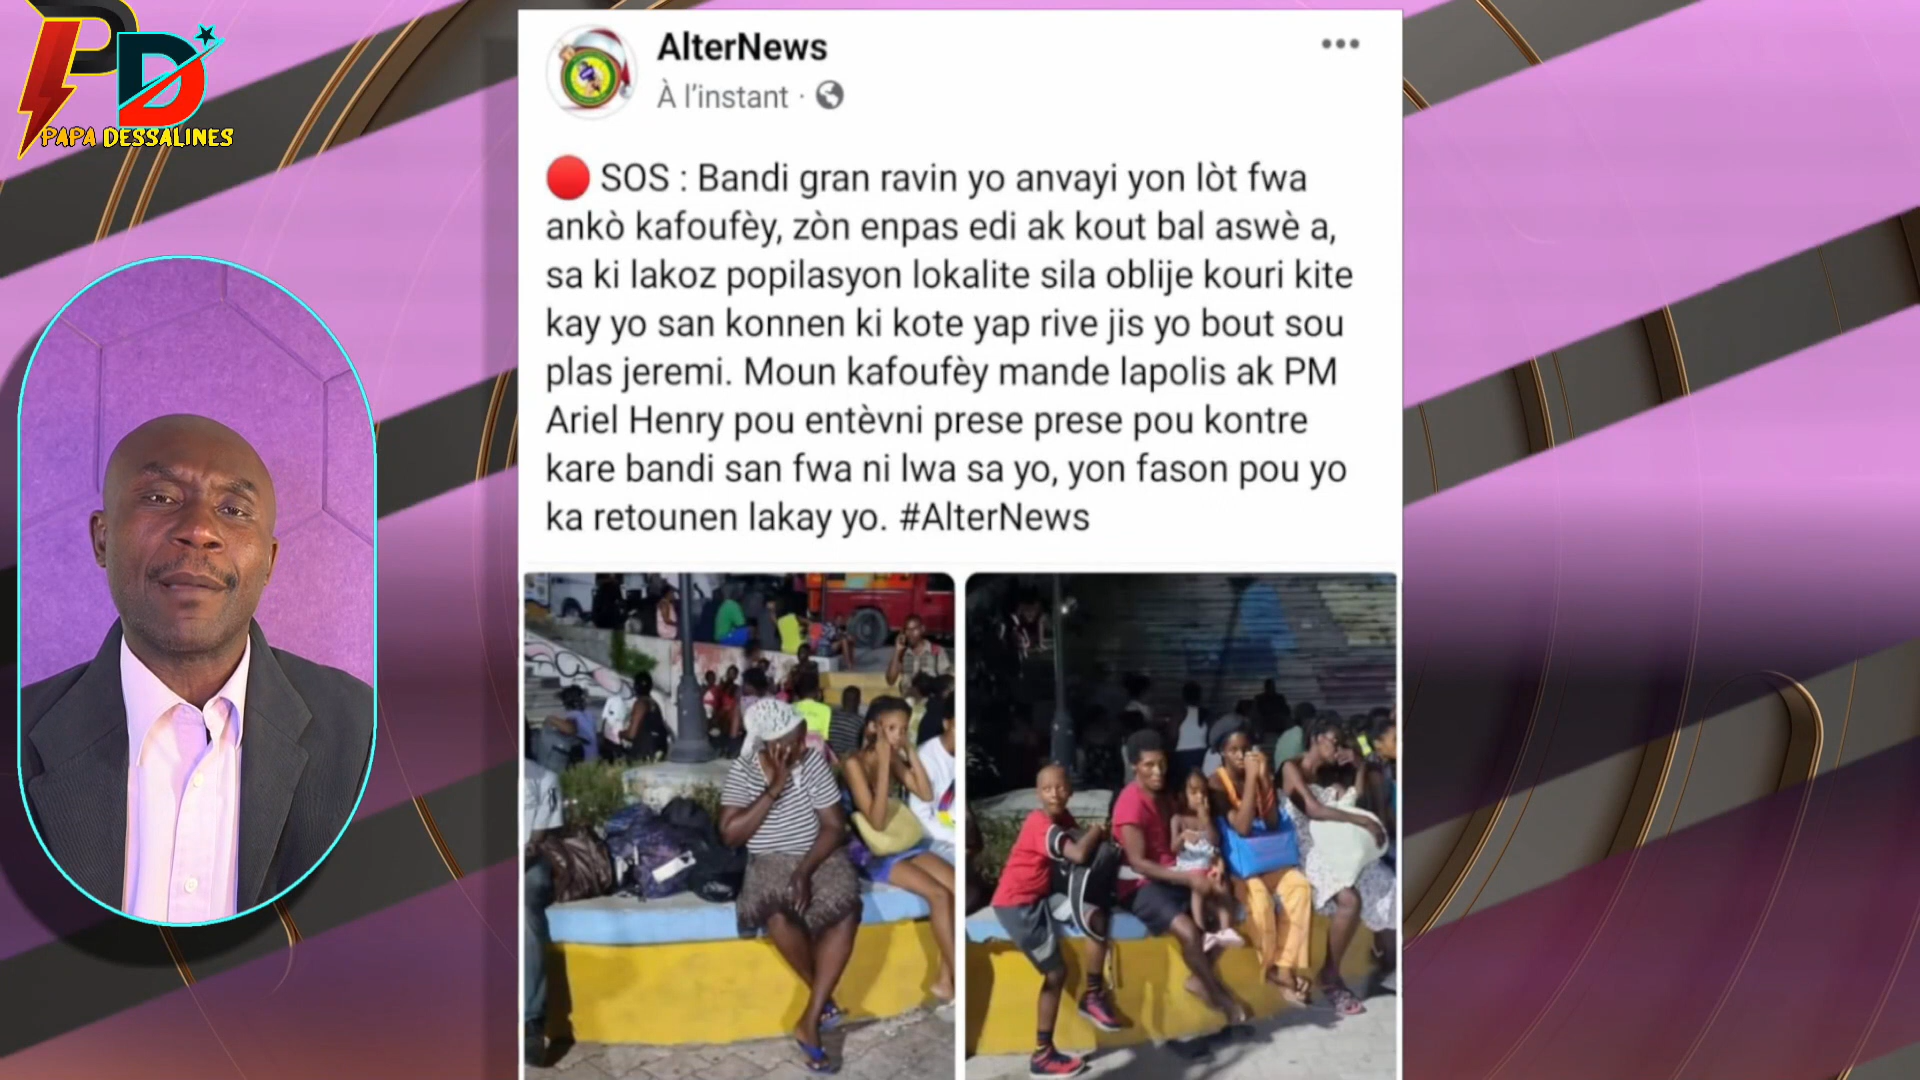 PD
PAPA DESSALINES
AlterNews
À l'instant ·
SOS : Bandi gran ravin yo anvayi yon lòt fwa
ankò kafoufèy, zòn enpas edi ak kout bal aswè a,
sa ki lakoz popilasyon lokalite sila oblije kouri kite
kay yo san konnen ki kote yap rive jis yo bout sou
plas jeremi. Moun kafoufèy mande lapolis ak PM
Ariel Henry pou entèvni prese prese pou kontre
kare bandi san fwa ni lwa sa yo, yon fason pou yo
ka retounen lakay yo. #AlterNews